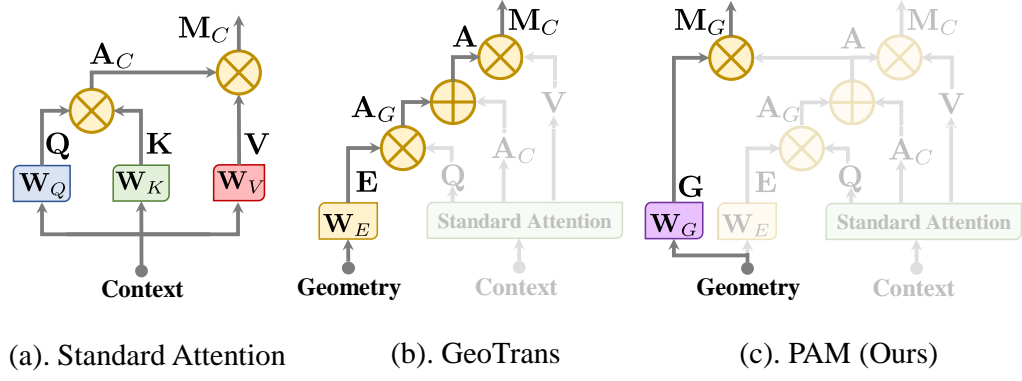 M_C
A_C
Q
K
V
W_Q
W_K
W_V
Context
(a). Standard Attention
M_C
A
A_G
V
A_C
E
Q
W_E
Standard Attention
Geometry
Context
(b). GeoTrans
M_G
M_C
A
A_G
V
A_C
G
E
Q
W_G
W_E
Standard Attention
Geometry
Context
(c). PAM (Ours)